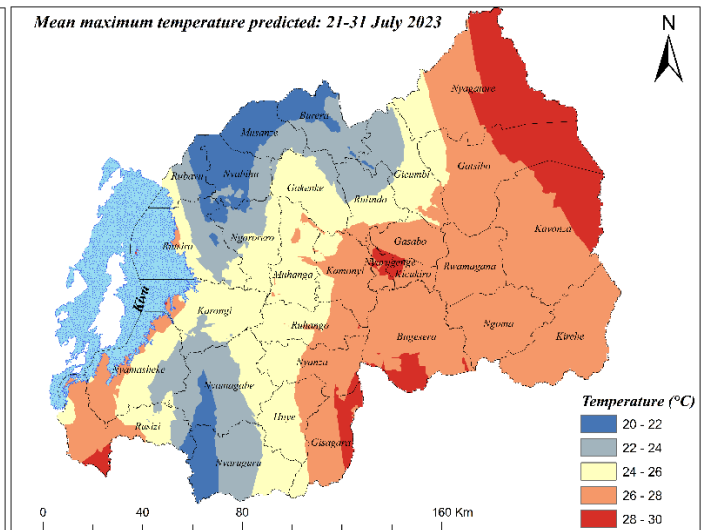 Mean maximum temperature predicted: 21-31 July 2023
N
Nyagatare
Burera
Musanze
Gatsibo
Rubavu
Nyabihu
Gicumbi
Gakenke
Rulindo
Kayonza
Ngororero
Gasabo
Rutsiro
Nyarugenge
Rwamagana
Muhanga
Kamonyi
Kicukiro
Kivu
Karongi
Ruhango
Bugesera
Ngoma
Kirehe
Nyanza
Nyamasheke
Nyamagabe
Huye
Rusizi
Gisagara
Nyaruguru
Temperature (°C)
20 - 22
22 - 24
24 - 26
26 - 28
28 - 30
0 40 80 160 Km